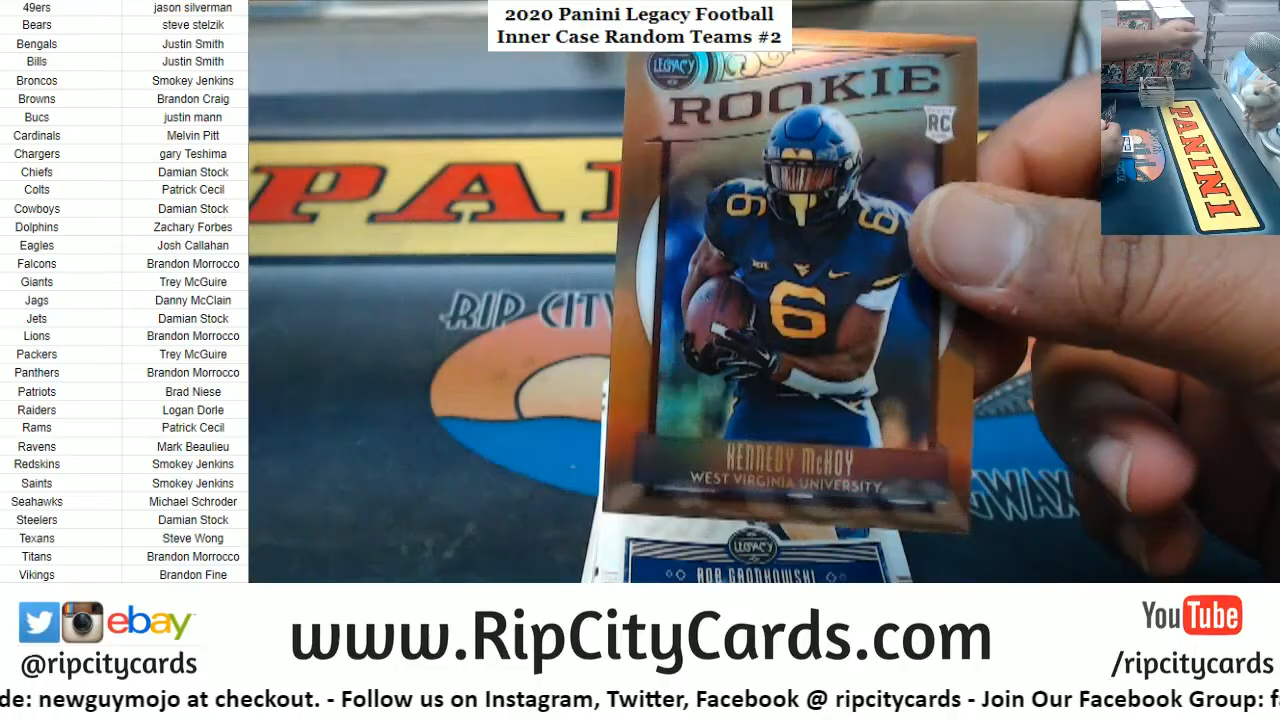 49ers jason silverman
Bears steve stelzik
Bengals Justin Smith
Bills Justin Smith
Broncos Smokey Jenkins
Browns Brandon Craig
Bucs justin mann
Cardinals Melvin Pitt
Chargers gary Teshima
Chiefs Damian Stock
Colts Patrick Cecil
Cowboys Damian Stock
Dolphins Zachary Forbes
Eagles Josh Callahan
Falcons Brandon Morrocco
Giants Trey McGuire
Jags Danny McClain
Jets Damian Stock
Lions Brandon Morrocco
Packers Trey McGuire
Panthers Brandon Morrocco
Patriots Brad Niese
Raiders Logan Dorle
Rams Patrick Cecil
Ravens Mark Beaulieu
Redskins Smokey Jenkins
Saints Smokey Jenkins
Seahawks Michael Schroder
Steelers Damian Stock
Texans Steve Wong
Titans Brandon Morrocco
Vikings Brandon Fine
2020 Panini Legacy Football
Inner Case Random Teams #2
LEGACY
ROOKIE
RC
6 6
6
KENNEDY McKOY
WEST VIRGINIA UNIVERSITY
LEGACY
ROB GRONKOWSKI
PANINI
RIP CITY
ebay
@ripcitycards
www.RipCityCards.com
YouTube
/ripcitycards
newguymojo at checkout. - Follow us on Instagram, Twitter, Facebook @ ripcitycards - Join Our Facebook Group: